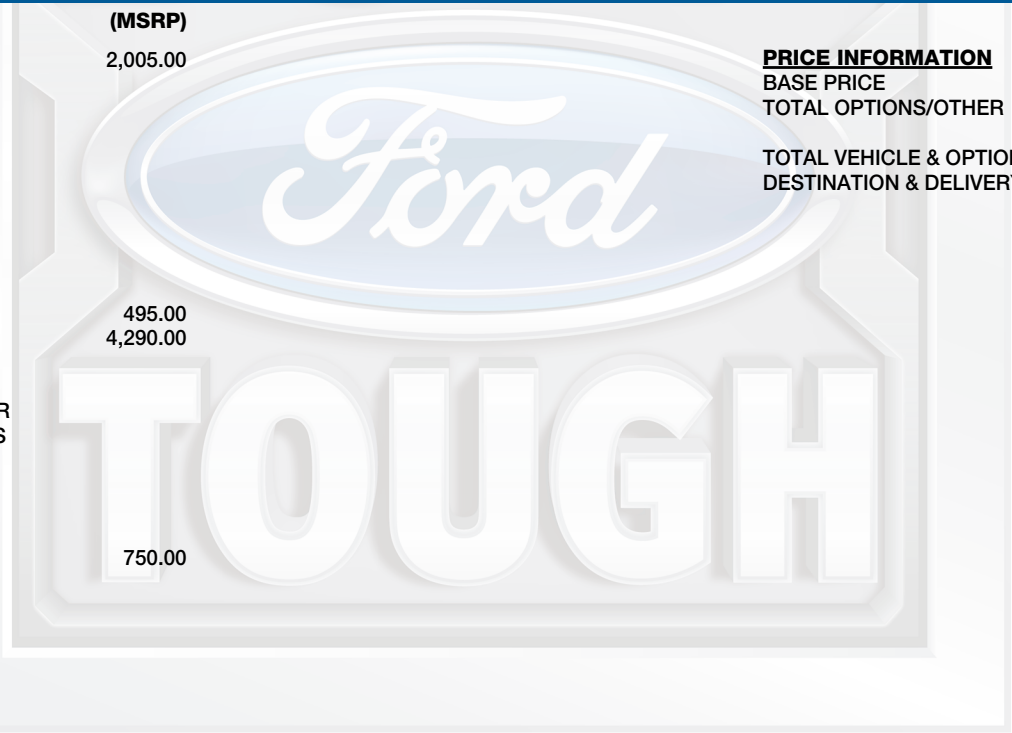 (MSRP)
2,005.00
PRICE INFORMATION
BASE PRICE
TOTAL OPTIONS/OTHER
TOTAL VEHICLE & OPTION
DESTINATION & DELIVERY
Ford
495.00
4,290.00
TOUGH
R
S
750.00